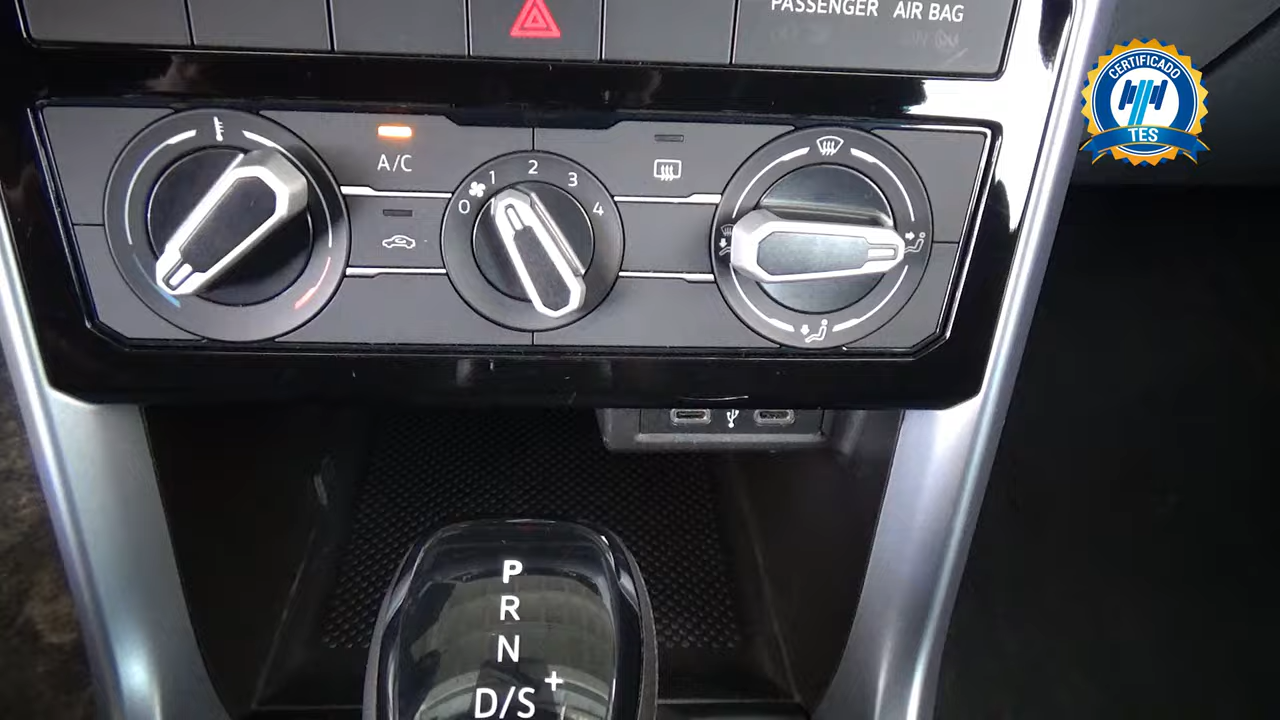 PASSENGER AIR BAG
CERTIFICADO
TES
A/C
0 1 2 3 4
P
R
N
D/S +